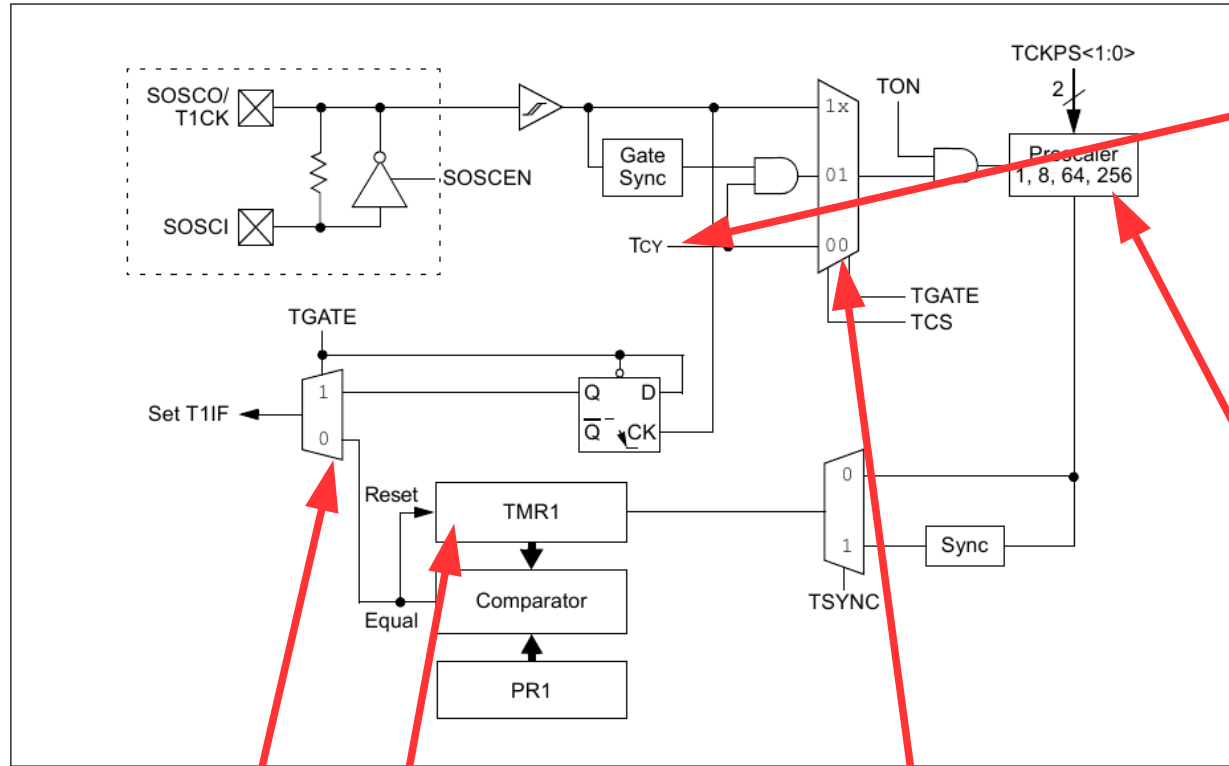 TCKPS<1:0>
SOSCO/
T1CK
TON
2
1x
Gate
Sync
Prescaler
1, 8, 64, 256
SOSCEN
01
SOSCI
TCY
00
TGATE
TCS
TGATE
1
Q
D
Set T1IF
0
Q
CK
0
Reset
TMR1
1
Sync
Comparator
TSYNC
Equal
PR1